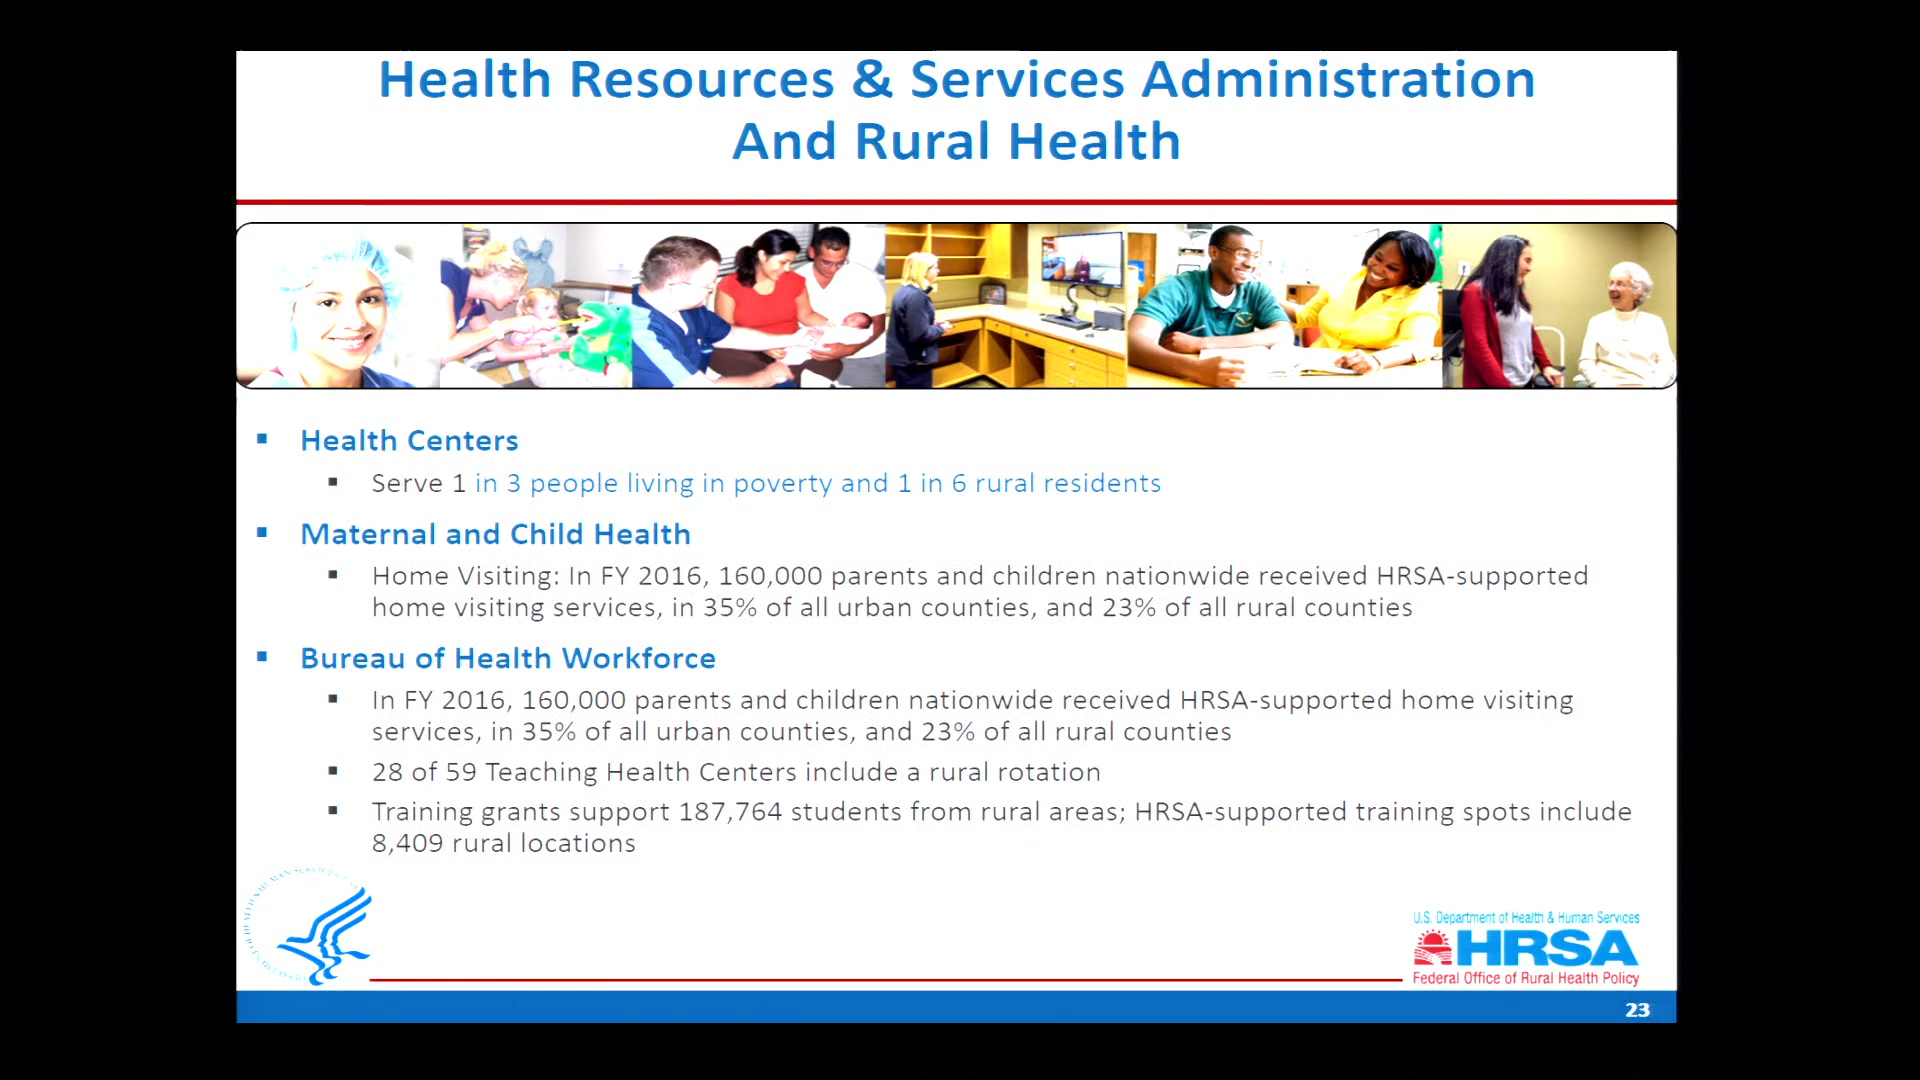 Health Resources & Services Administration
And Rural Health
Health Centers
Serve 1 in 3 people living in poverty and 1 in 6 rural residents
Maternal and Child Health
Home Visiting: In FY 2016, 160,000 parents and children nationwide received HRSA-supported
home visiting services, in 35% of all urban counties, and 23% of all rural counties
Bureau of Health Workforce
In FY 2016, 160,000 parents and children nationwide received HRSA-supported home visiting
services, in 35% of all urban counties, and 23% of all rural counties
28 of 59 Teaching Health Centers include a rural rotation
Training grants support 187,764 students from rural areas; HRSA-supported training spots include
8,409 rural locations
U.S. Department of Health & Human Services
HRSA
Federal Office of Rural Health Policy
23